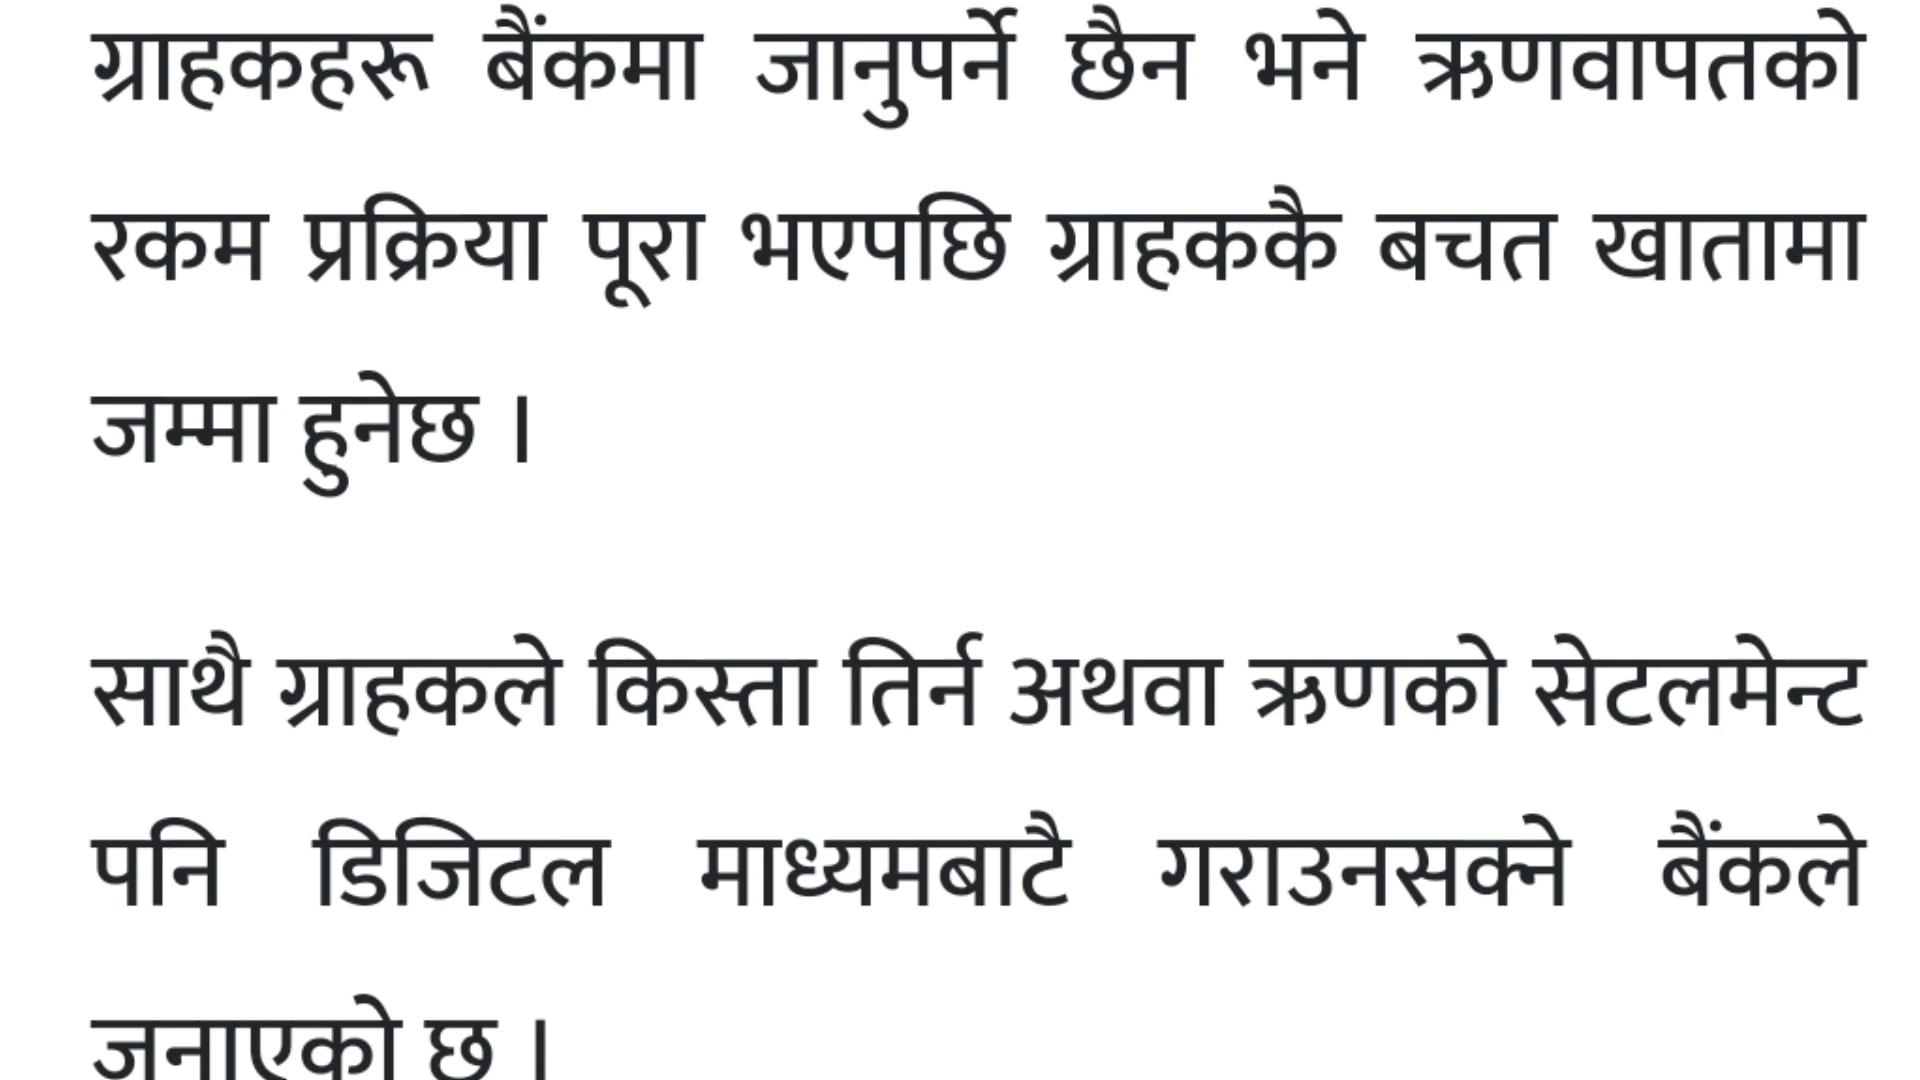 ग्राहकहरू बैंकमा जानुपर्ने छैन भने ऋणवापतको
रकम प्रक्रिया पूरा भएपछि ग्राहककै बचत खातामा
जम्मा हुनेछ ।
साथै ग्राहकले किस्ता तिर्न अथवा ऋणको सेटलमेन्ट
पनि डिजिटल माध्यमबाटै गराउनसक्ने बैंकले
जनाएको छ ।